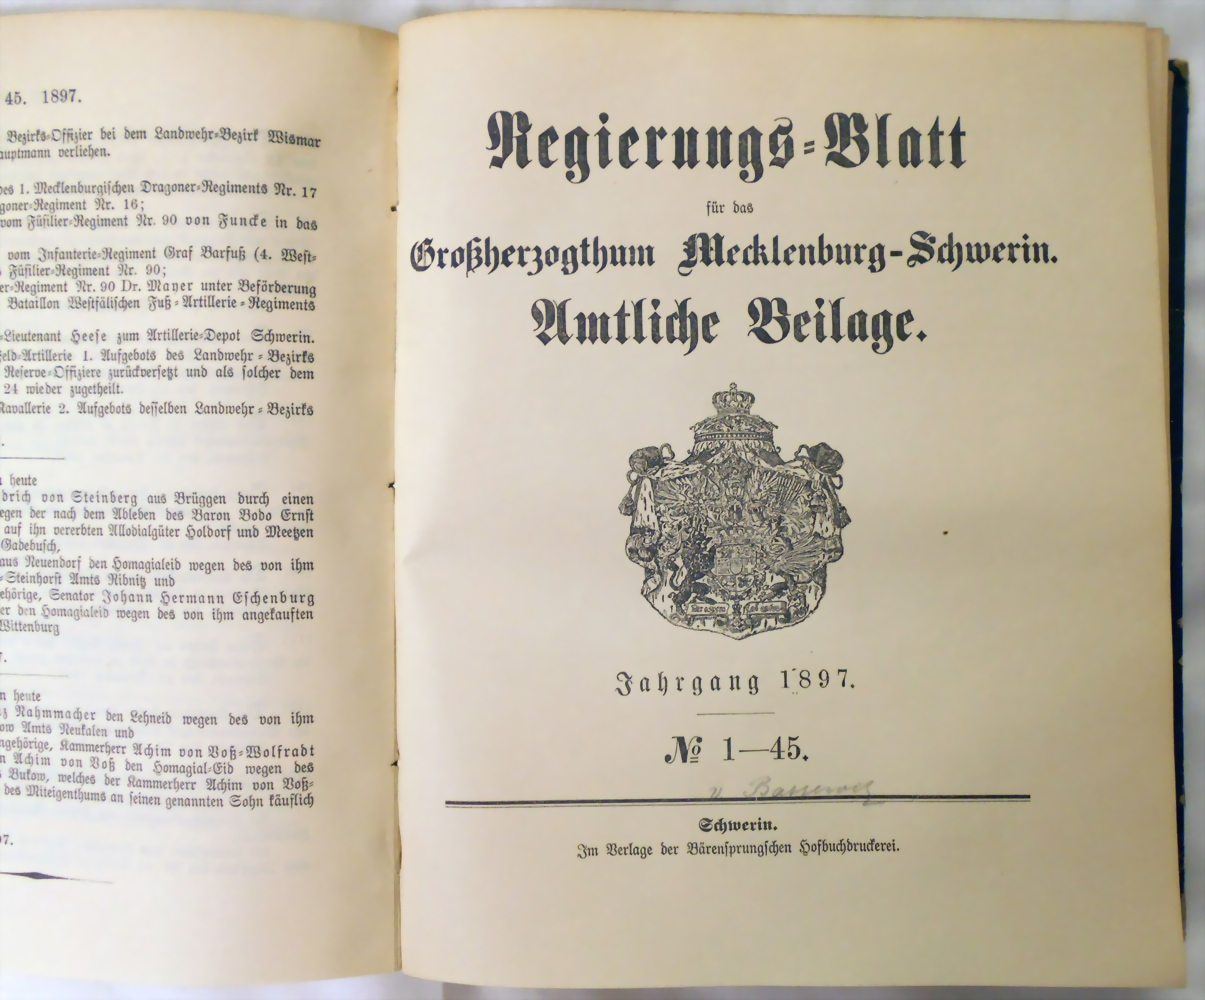 45. 1897.
Bezirks-Offizier bei dem Landwehr-Bezirk Wismar
auptmann verliehen.
des 1. Mecklenburgischen Dragoner-Regiments Nr. 17
goner-Regiment Nr. 16;
vom Füsilier-Regiment Nr. 90 von Funcke in das
vom Infanterie-Regiment Graf Barfuß (4. West-
Füsilier-Regiment Nr. 90;
er-Regiment Nr. 90 Dr. Mayer unter Beförderung
Bataillon Westfälischen Fuß-Artillerie-Regiments
-Lieutenant Heese zum Artillerie-Depot Schwerin.
feld-Artillerie 1. Aufgebots des Landwehr-Bezirks
Reserve-Offiziere zurückversetzt und als solcher dem
24 wieder zugetheilt.
Kavallerie 2. Aufgebots desselben Landwehr-Bezirks
heute
drich von Steinberg aus Brüggen durch einen
egen der nach dem Ableben des Baron Bodo Ernst
auf ihn vererbten Allodialgüter Holdorf und Meetzen
Gadebusch,
aus Neuendorf den Homagialeid wegen des von ihm
-Steinhorst Amts Ribnitz und
ehörige, Senator Johann Hermann Eschenburg
er den Homagialeid wegen des von ihm angekauften
Wittenburg
7.
n heute
z Nahmmacher den Lehneid wegen des von ihm
ow Amts Neukalen und
ngehörige, Kammerherr Achim von Voß-Wolfradt
n Achim von Voß den Homagial-Eid wegen des
Bukow, welches der Kammerherr Achim von Voß-
des Miteigenthums an seinen genannten Sohn käuflich
97.
Regierungs-Blatt
für das
Großherzogthum Mecklenburg-Schwerin.
Amtliche Beilage.
Jahrgang 1897.
№ 1—45.
v. Bassewitz
Schwerin.
Im Verlage der Bärensprungschen Hofbuchdruckerei.